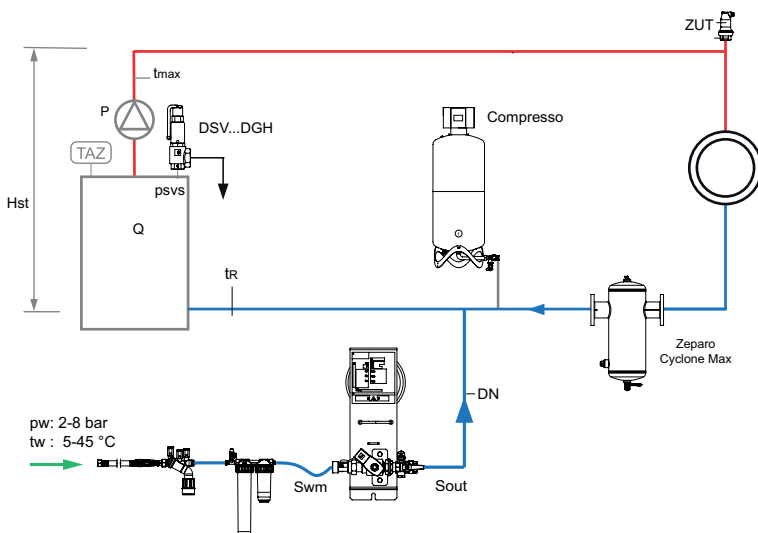 ZUT
tmax
P
DSV...DGH
Compresso
TAZ
psvs
Hst
Q
tR
Zeparo
Cyclone Max
DN
pw: 2-8 bar
tw : 5-45 °C
Swm
Sout